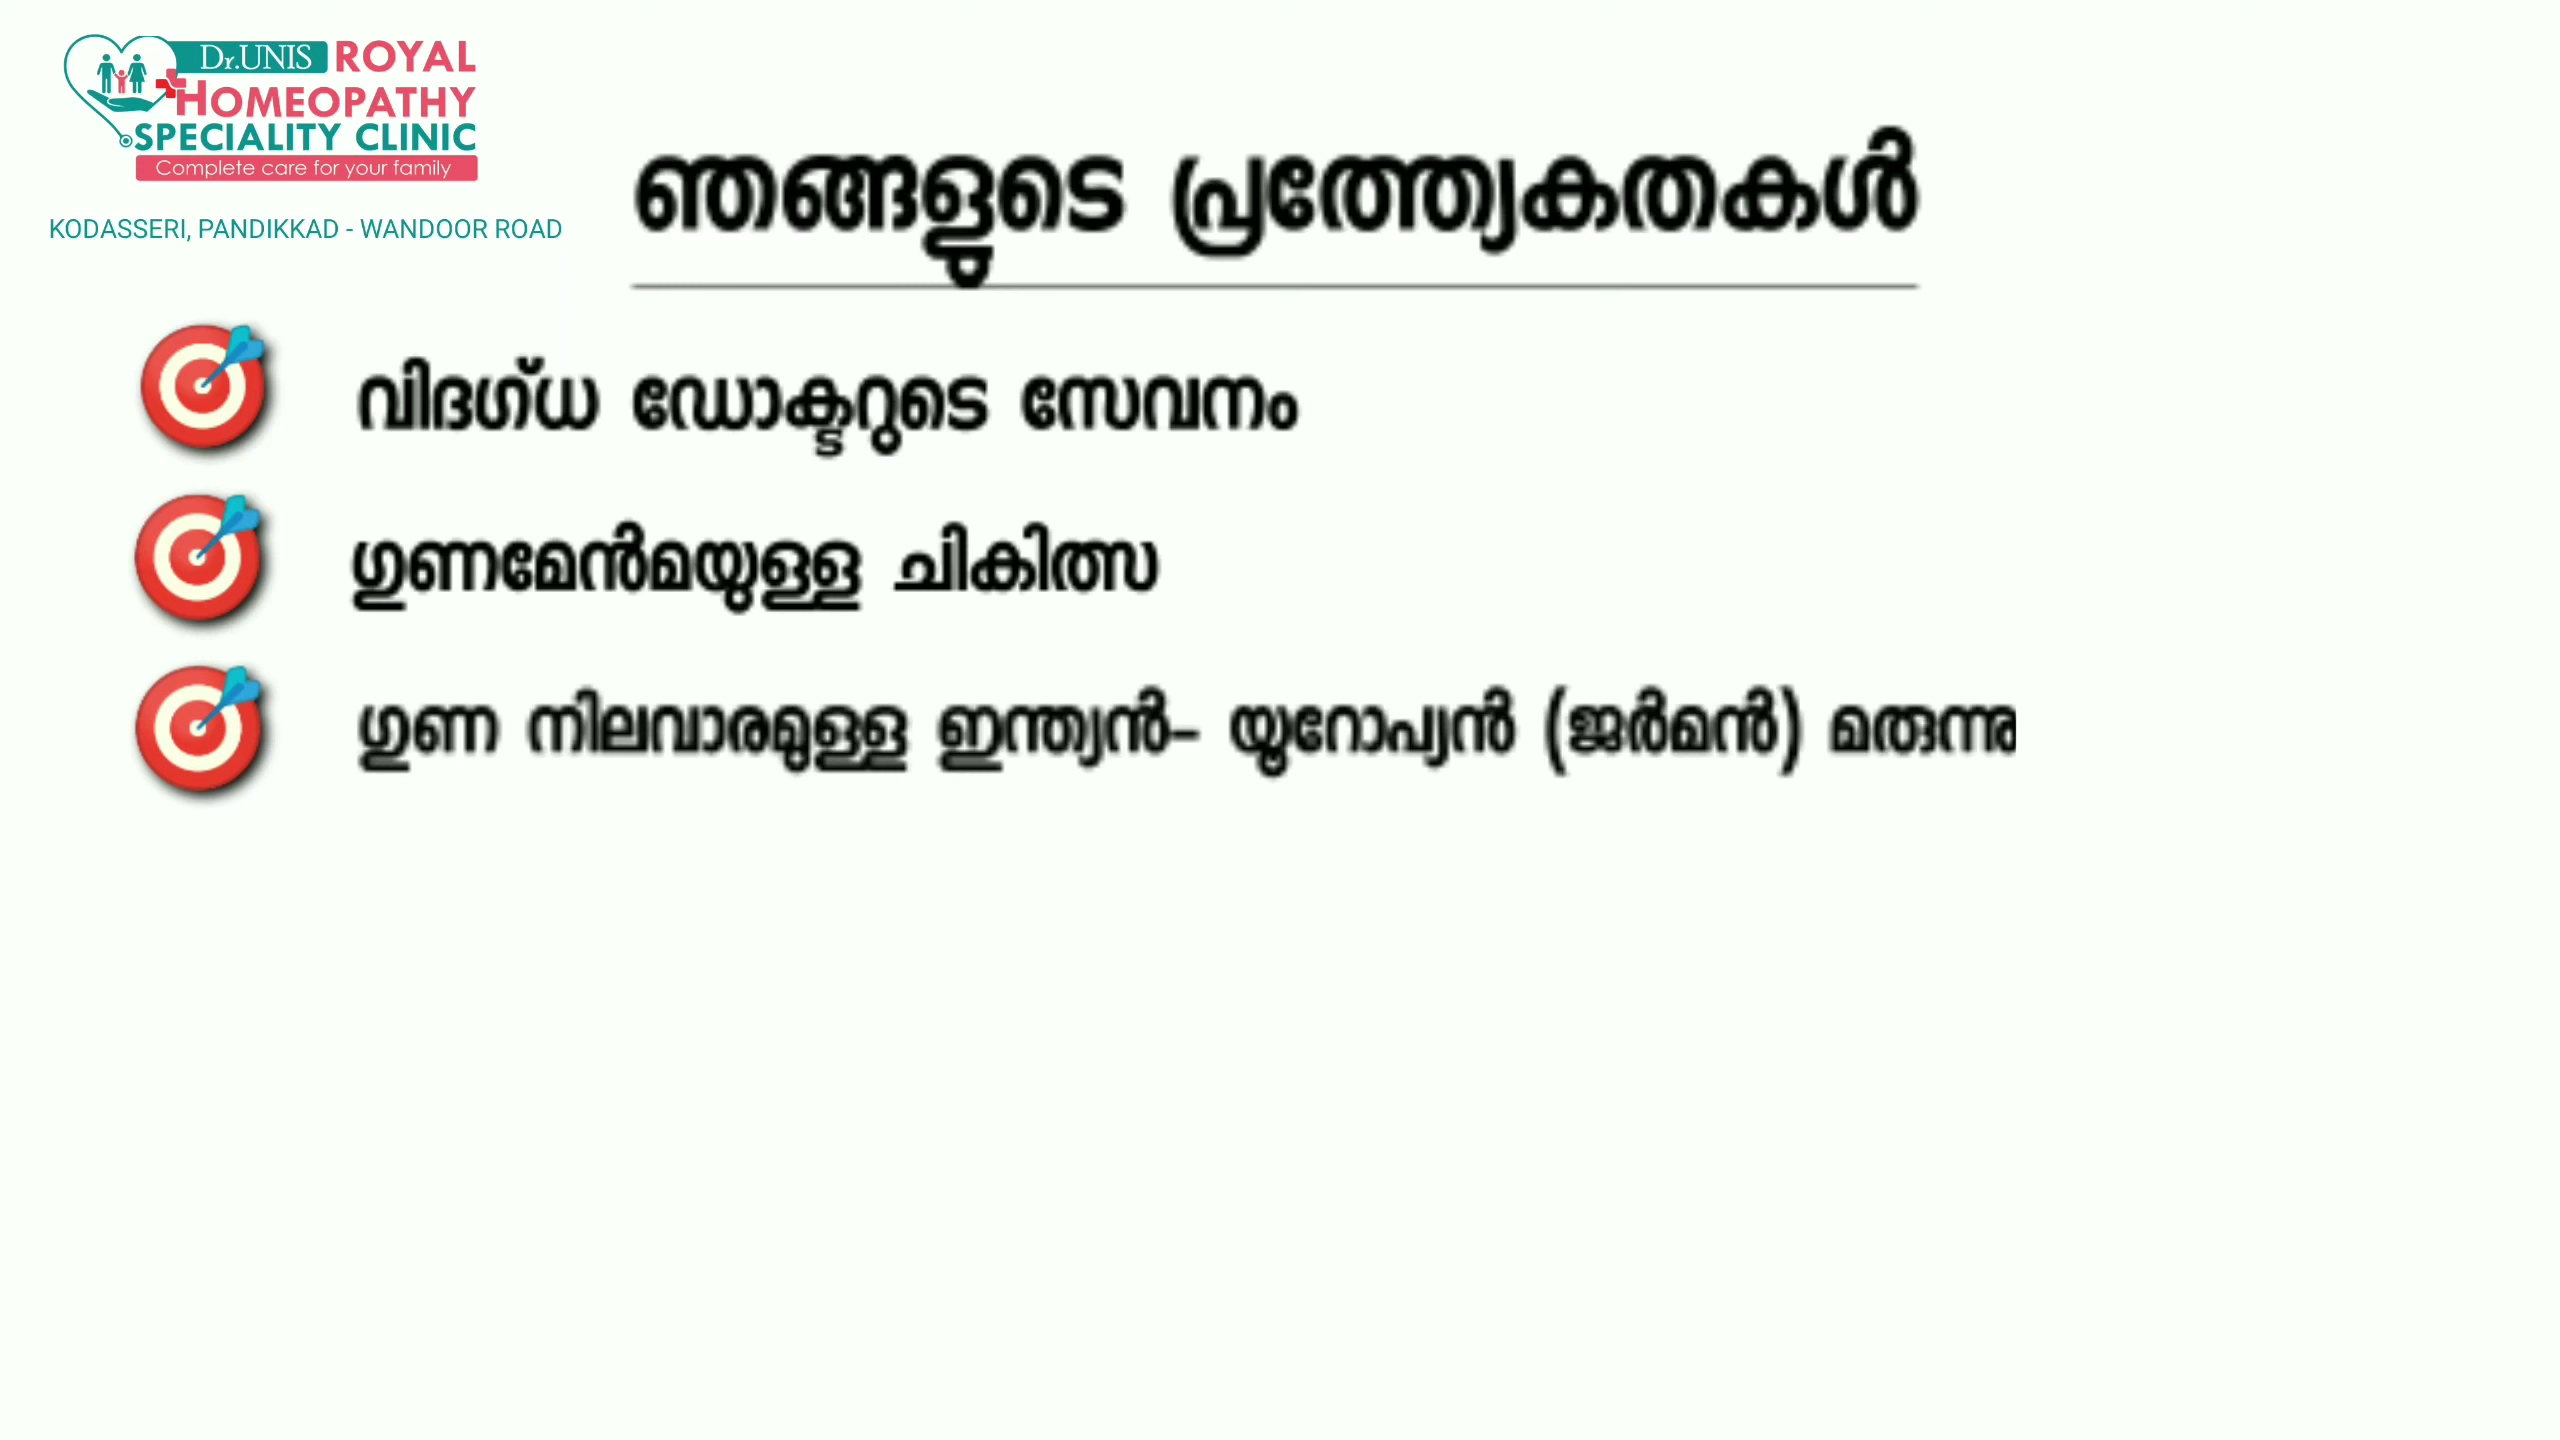 Dr.UNIS ROYAL
HOMEOPATHY
SPECIALITY CLINIC
Complete care for your family
KODASSERI, PANDIKKAD - WANDOOR ROAD
ഞങ്ങളുടെ പ്രത്ത്യേകതകൾ
വിദഗ്ധ ഡോക്ടറുടെ സേവനം
ഗുണമേൻമയുള്ള ചികിത്സ
ഗുണ നിലവാരമുള്ള ഇന്ത്യൻ- യൂറോപ്യൻ (ജർമൻ) മരുന്നു